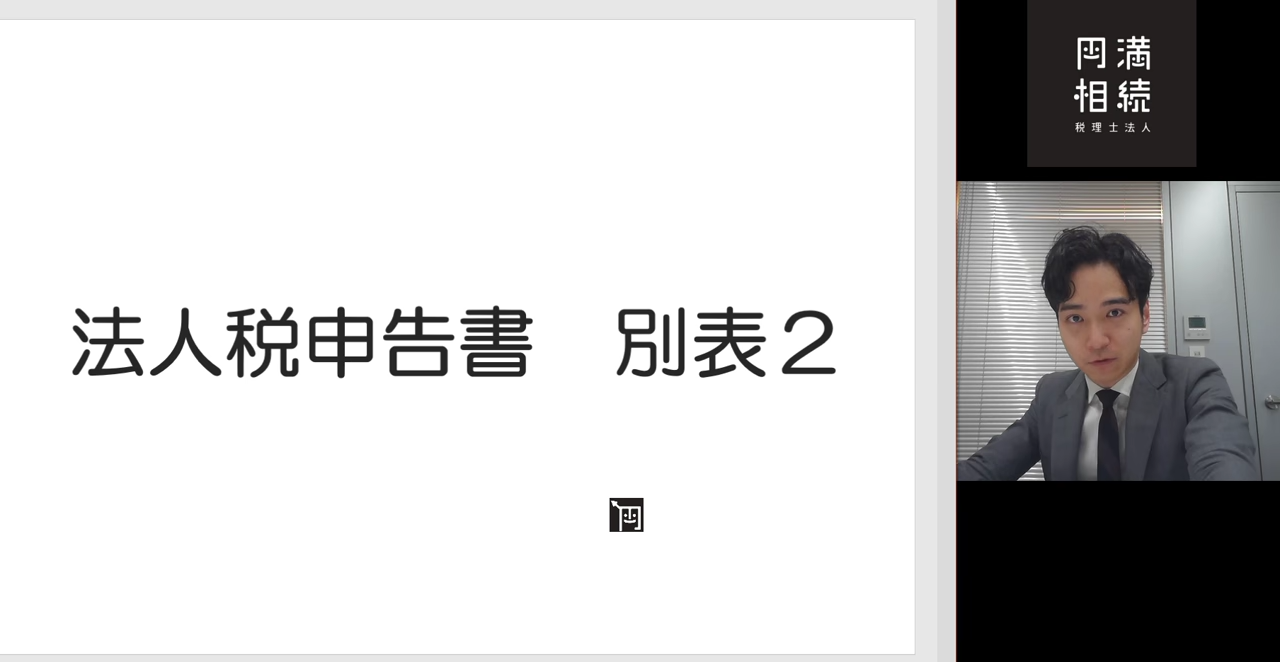 法人税申告書　別表２
円満
相続
税理士法人